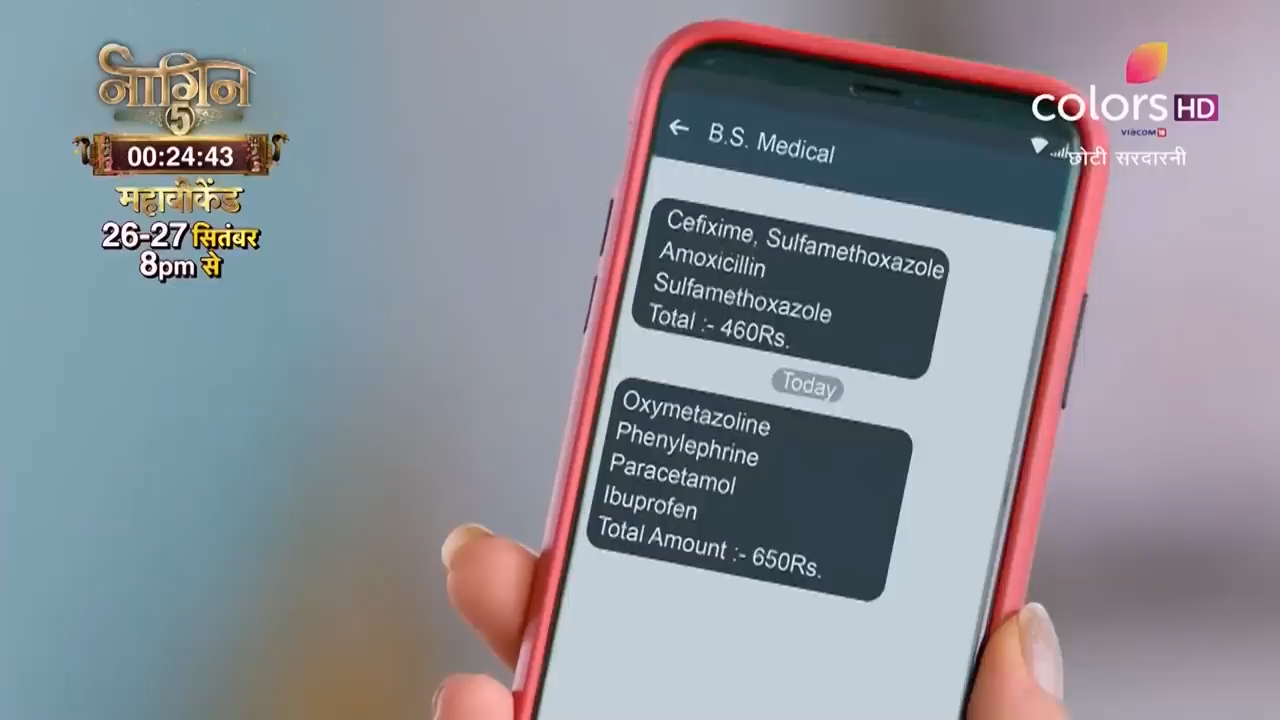 नागिन
5
00:24:43
महावीकेंड
26-27 सितंबर
8pm से
colors HD
VIACOM18
छोटी सरदारनी
B.S. Medical
Cefixime, Sulfamethoxazole
Amoxicillin
Sulfamethoxazole
Total :- 460Rs.
Today
Oxymetazoline
Phenylephrine
Paracetamol
Ibuprofen
Total Amount :- 650Rs.